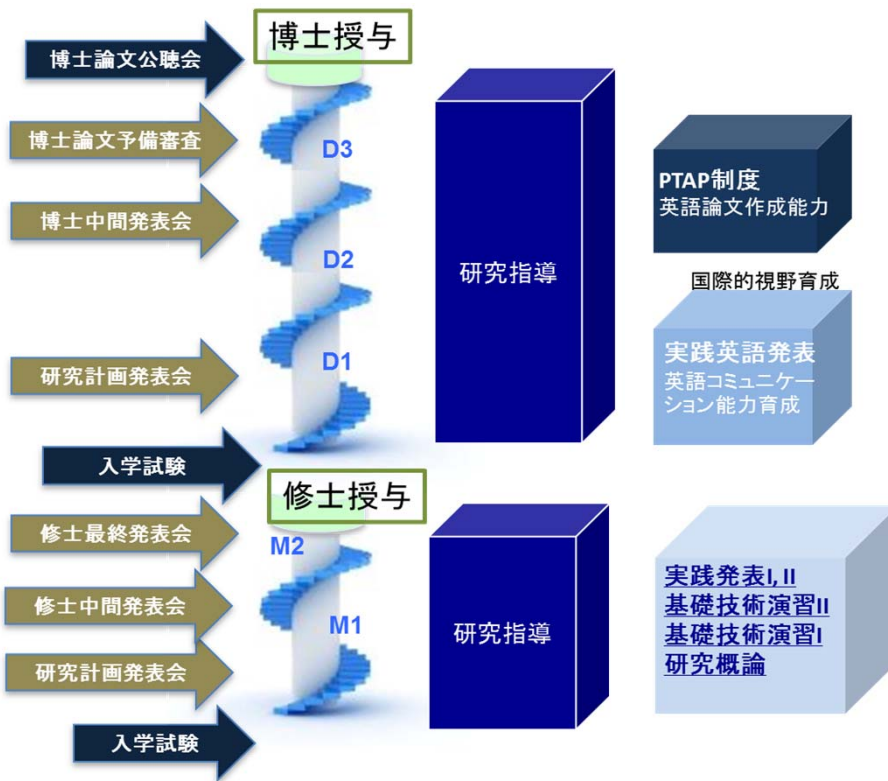 博士授与
博士論文公聴会
博士論文予備審査
D3
博士中間発表会
D2
研究計画発表会
D1
入学試験
研究指導
PTAP制度
英語論文作成能力
国際的視野育成
実践英語発表
英語コミュニケー
ション能力育成
修士授与
修士最終発表会
M2
修士中間発表会
M1
研究計画発表会
入学試験
研究指導
実践発表I, II
基礎技術演習II
基礎技術演習I
研究概論